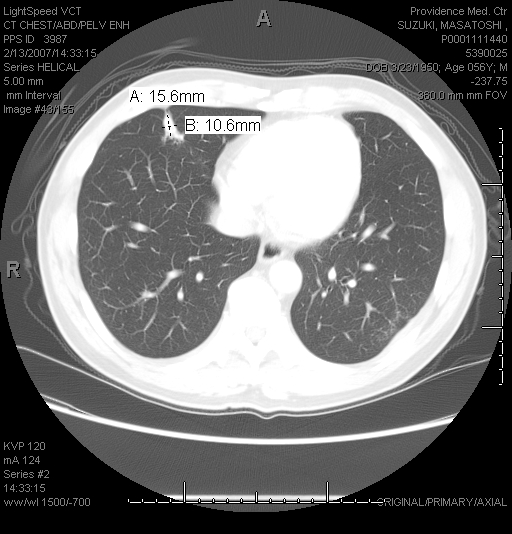 LightSpeed VCT
CT CHEST/ABD/PELV ENH
PPS ID 3987
2/13/2007/14:33:15
Series HELICAL
5.00 mm
mm Interval
Image #43/155
A
Providence Med. Ctr
SUZUKI, MASATOSHI ,
P0001111440
5390025
DOB 3/23/1950; Age 056Y; M
-237.75
380.0mm mm FOV
A: 15.6mm
B: 10.6mm
R
KVP 120
mA 124
Series #2
14:33:15
ww/wl 1500/-700
ORIGINAL/PRIMARY/AXIAL